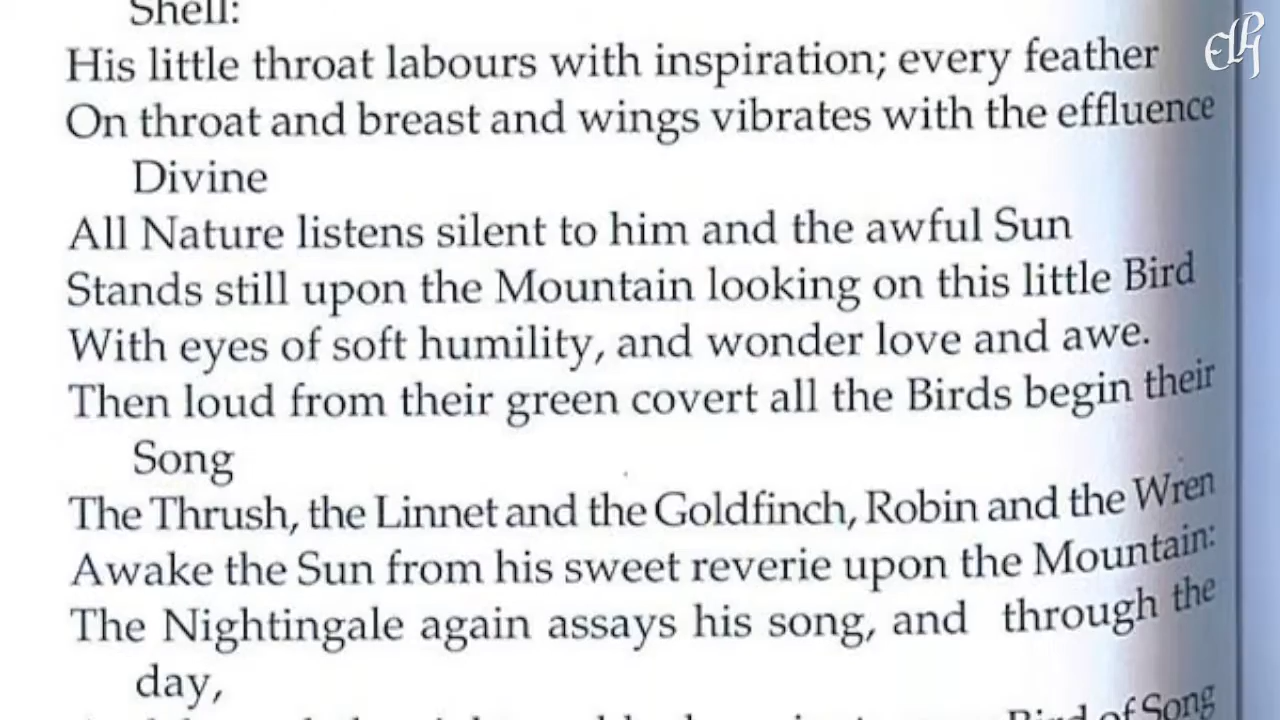 Shell:
His little throat labours with inspiration; every feather
On throat and breast and wings vibrates with the effluence
Divine
All Nature listens silent to him and the awful Sun
Stands still upon the Mountain looking on this little Bird
With eyes of soft humility, and wonder love and awe.
Then loud from their green covert all the Birds begin their
Song
The Thrush, the Linnet and the Goldfinch, Robin and the Wren
Awake the Sun from his sweet reverie upon the Mountain:
The Nightingale again assays his song, and through the
day,
Bird of Song